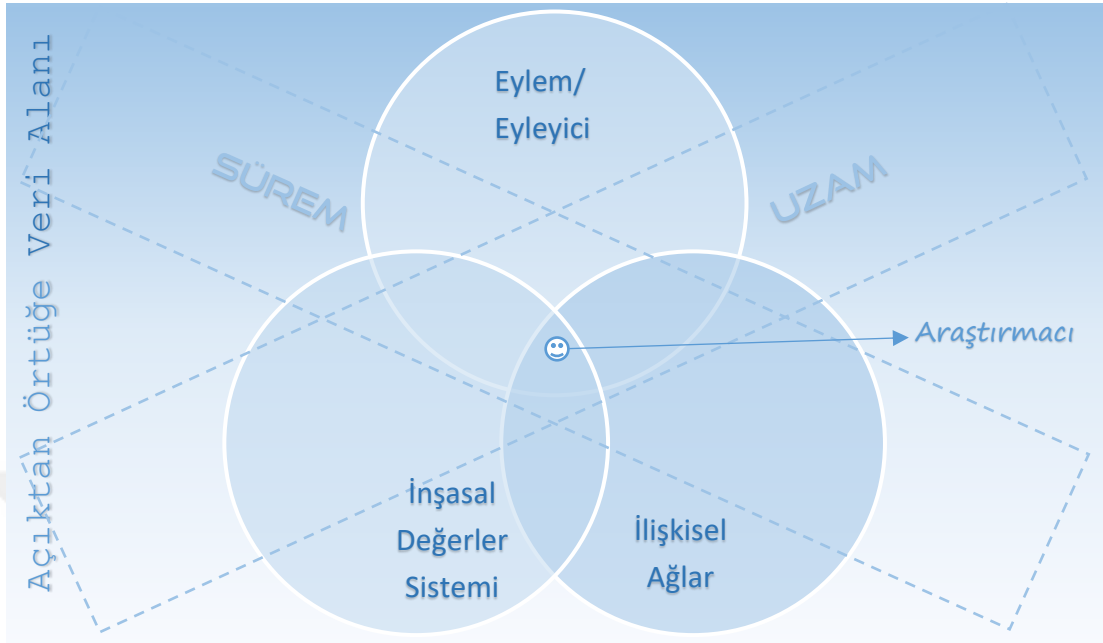 Açıktan Örtüğe Veri Alanı
Eylem/
Eyleyici
SÜREM
UZAM
Araştırmacı
İnşasal
Değerler
Sistemi
İlişkisel
Ağlar